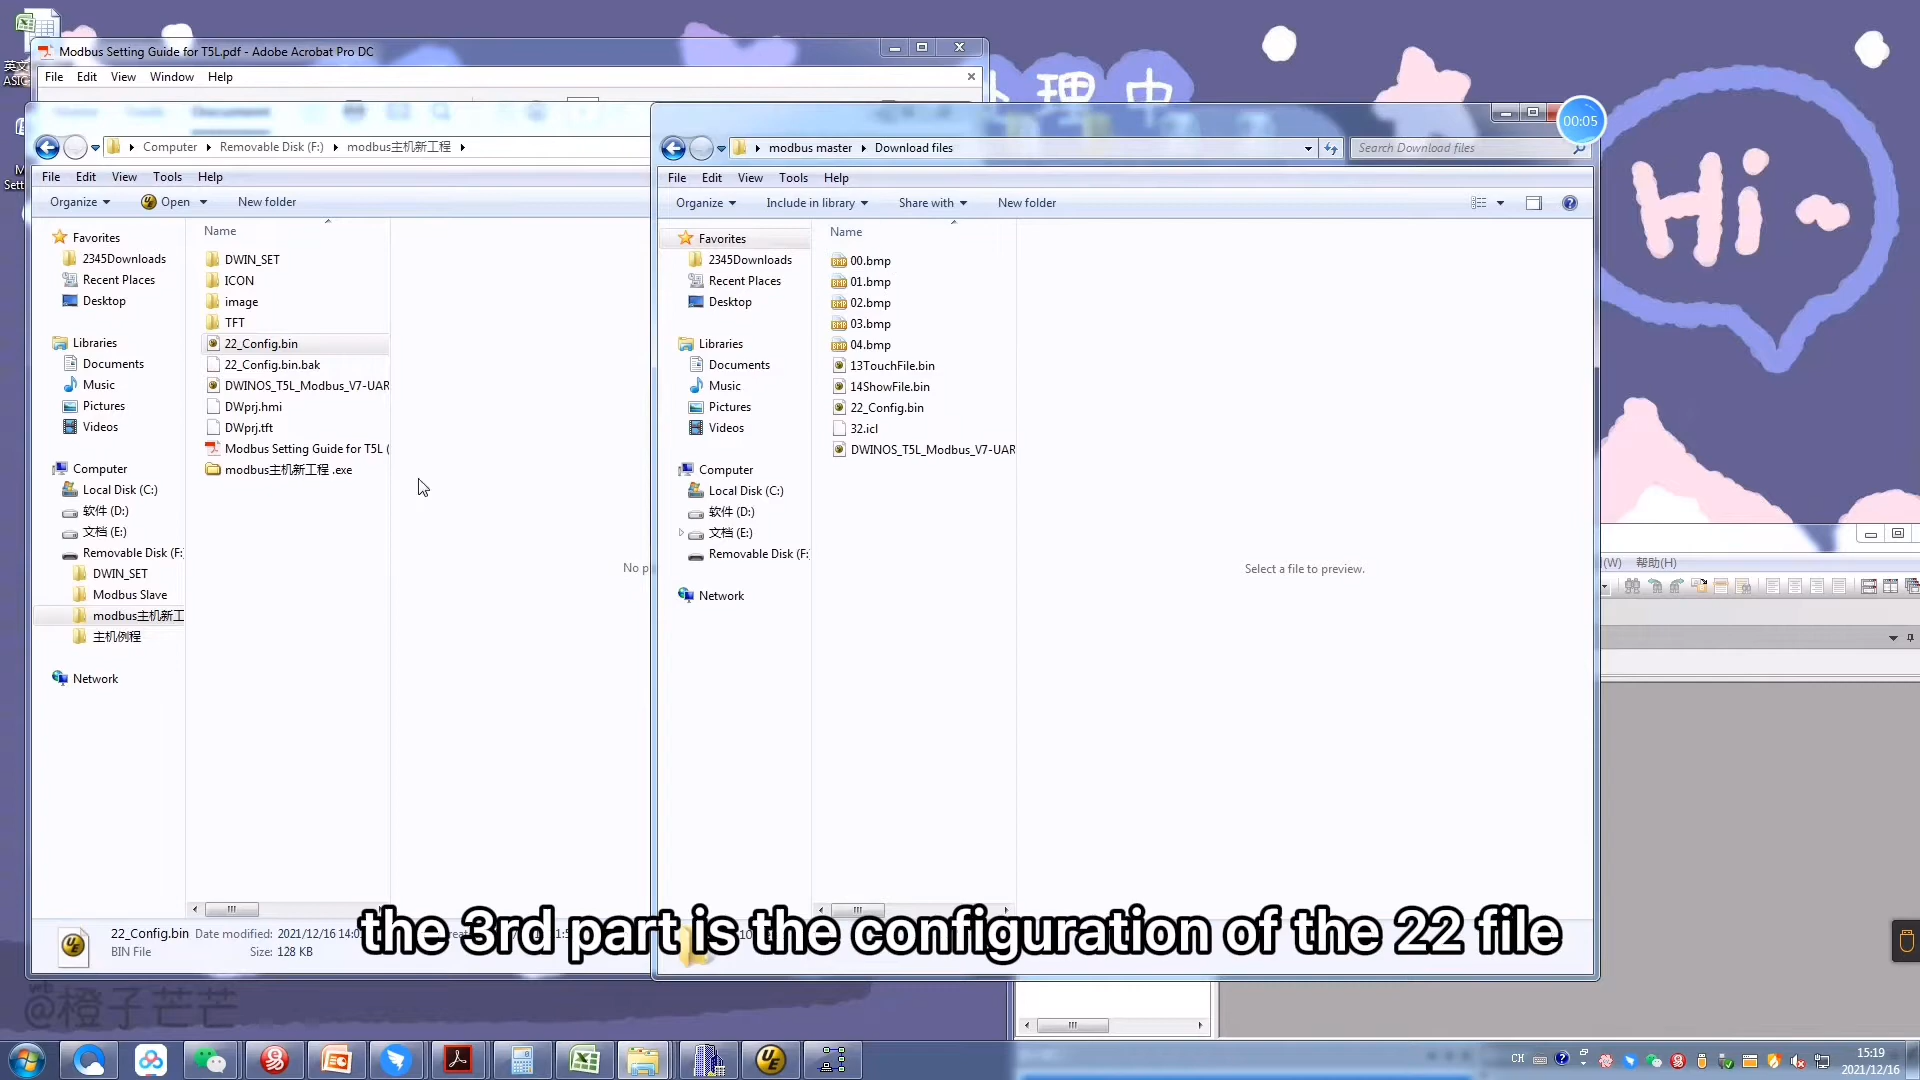 Modbus Setting Guide for T5L.pdf - Adobe Acrobat Pro DC
File Edit View Window Help
英文
ASIC
处理中
Hi~
00:05
Computer Removable Disk (F:) modbus主机新工程
File Edit View Tools Help
Organize Open New folder
Name
Favorites
2345Downloads
Recent Places
Desktop
Libraries
Documents
Music
Pictures
Videos
Computer
Local Disk (C:)
软件 (D:)
文档 (E:)
Removable Disk (F:
DWIN_SET
Modbus Slave
modbus主机新工
主机例程
Network
DWIN_SET
ICON
image
TFT
22_Config.bin
22_Config.bin.bak
DWINOS_T5L_Modbus_V7-UAR
DWprj.hmi
DWprj.tft
Modbus Setting Guide for T5L (
modbus主机新工程 .exe
No p
22_Config.bin Date modified: 2021/12/16 14:0
BIN File Size: 128 KB
modbus master Download files
Search Download files
File Edit View Tools Help
Organize Include in library Share with New folder
Name
Favorites
2345Downloads
Recent Places
Desktop
Libraries
Documents
Music
Pictures
Videos
Computer
Local Disk (C:)
软件 (D:)
文档 (E:)
Removable Disk (F:
Network
00.bmp
01.bmp
02.bmp
03.bmp
04.bmp
13TouchFile.bin
14ShowFile.bin
22_Config.bin
32.icl
DWINOS_T5L_Modbus_V7-UAR
Select a file to preview.
(W) 帮助(H)
the 3rd part is the configuration of the 22 file
wb
@橙子芒芒
CH
15:19
2021/12/16